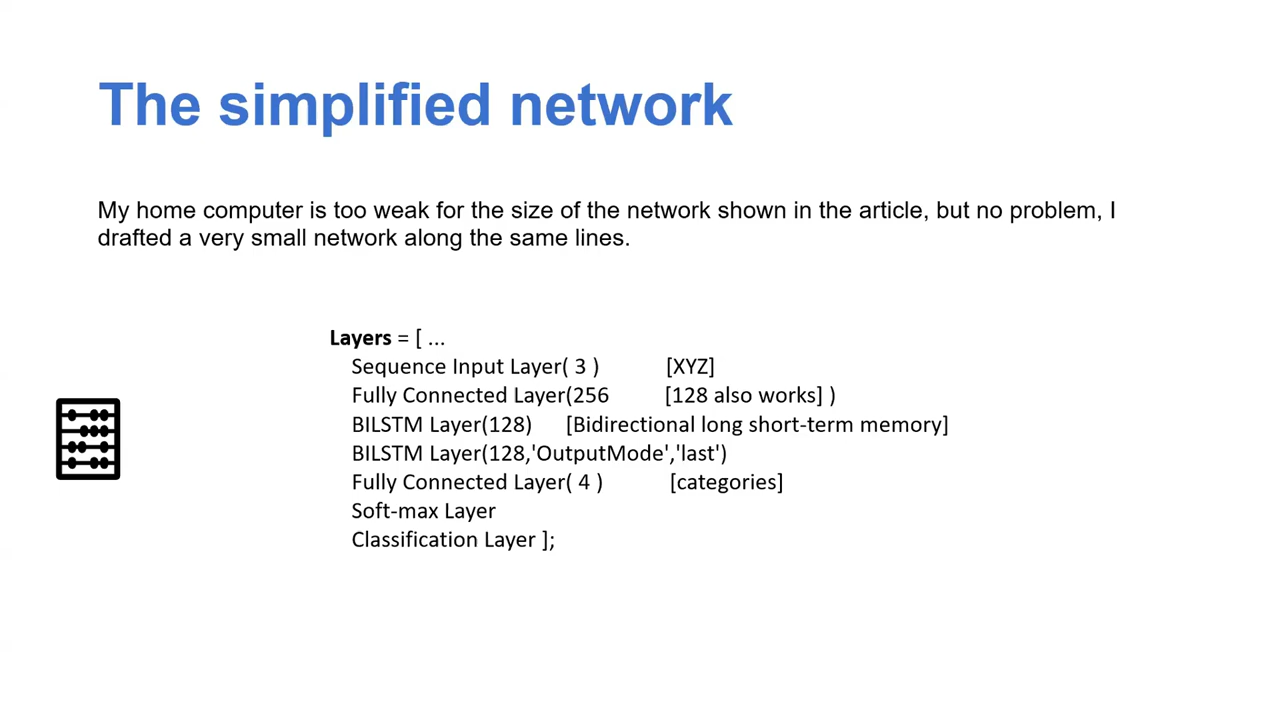 The simplified network
My home computer is too weak for the size of the network shown in the article, but no problem, I
drafted a very small network along the same lines.
Layers = [ ...
Sequence Input Layer( 3 ) [XYZ]
Fully Connected Layer(256 [128 also works] )
BILSTM Layer(128) [Bidirectional long short-term memory]
BILSTM Layer(128,'OutputMode','last')
Fully Connected Layer( 4 ) [categories]
Soft-max Layer
Classification Layer ];